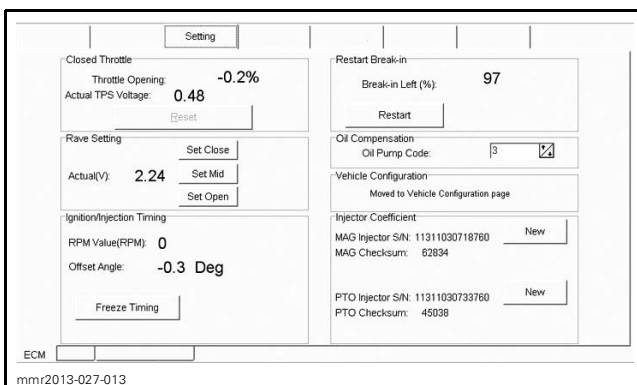 Setting
Closed Throttle
Throttle Opening: -0.2%
Actual TPS Voltage: 0.48
Reset
Rave Setting
Set Close
Actual(V): 2.24 Set Mid
Set Open
Ignition/Injection Timing
RPM Value(RPM): 0
Offset Angle: -0.3 Deg
Freeze Timing
Restart Break-in
Break-in Left (%): 97
Restart
Oil Compensation
Oil Pump Code: 3
Vehicle Configuration
Moved to Vehicle Configuration page
Injector Coefficient
MAG Injector S/N: 11311030718760 New
MAG Checksum: 62834
PTO Injector S/N: 11311030733760 New
PTO Checksum: 45038
ECM
mmr2013-027-013